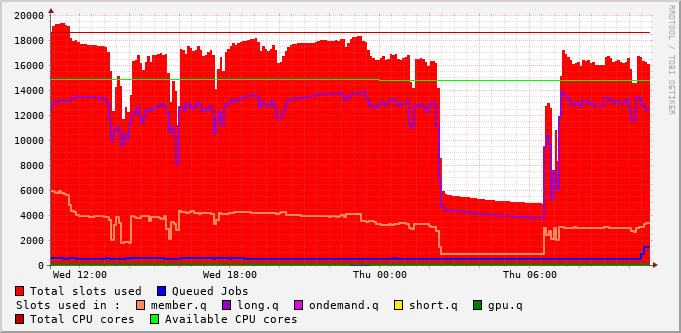 20000
18000
16000
14000
12000
10000
8000
6000
4000
2000
0
Wed 12:00 Wed 18:00 Thu 00:00 Thu 06:00
RRDTOOL / TOBI OETIKER
Total slots used Queued Jobs
Slots used in : member.q long.q ondemand.q short.q gpu.q
Total CPU cores Available CPU cores